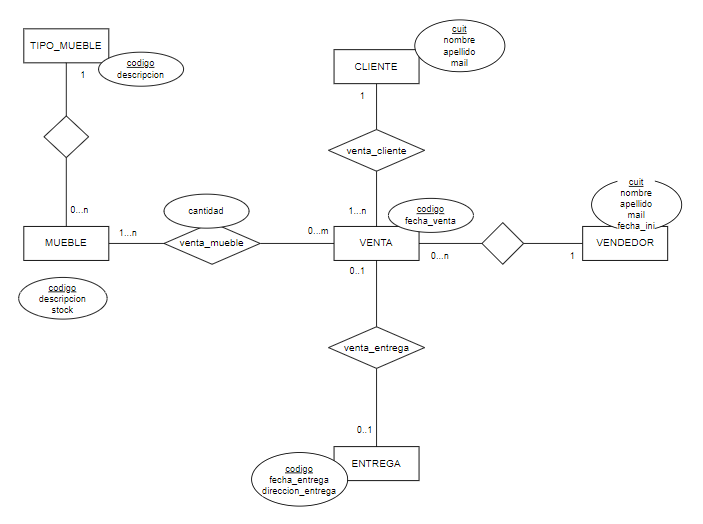 TIPO_MUEBLE
codigo
descripcion
1
CLIENTE
cuit
nombre
apellido
mail
1
venta_cliente
1...n
0...n
MUEBLE
codigo
descripcion
stock
1...n
cantidad
venta_mueble
0...m
VENTA
codigo
fecha_venta
0...n
1
VENDEDOR
cuit
nombre
apellido
mail
fecha_ini
0..1
venta_entrega
0..1
ENTREGA
codigo
fecha_entrega
direccion_entrega